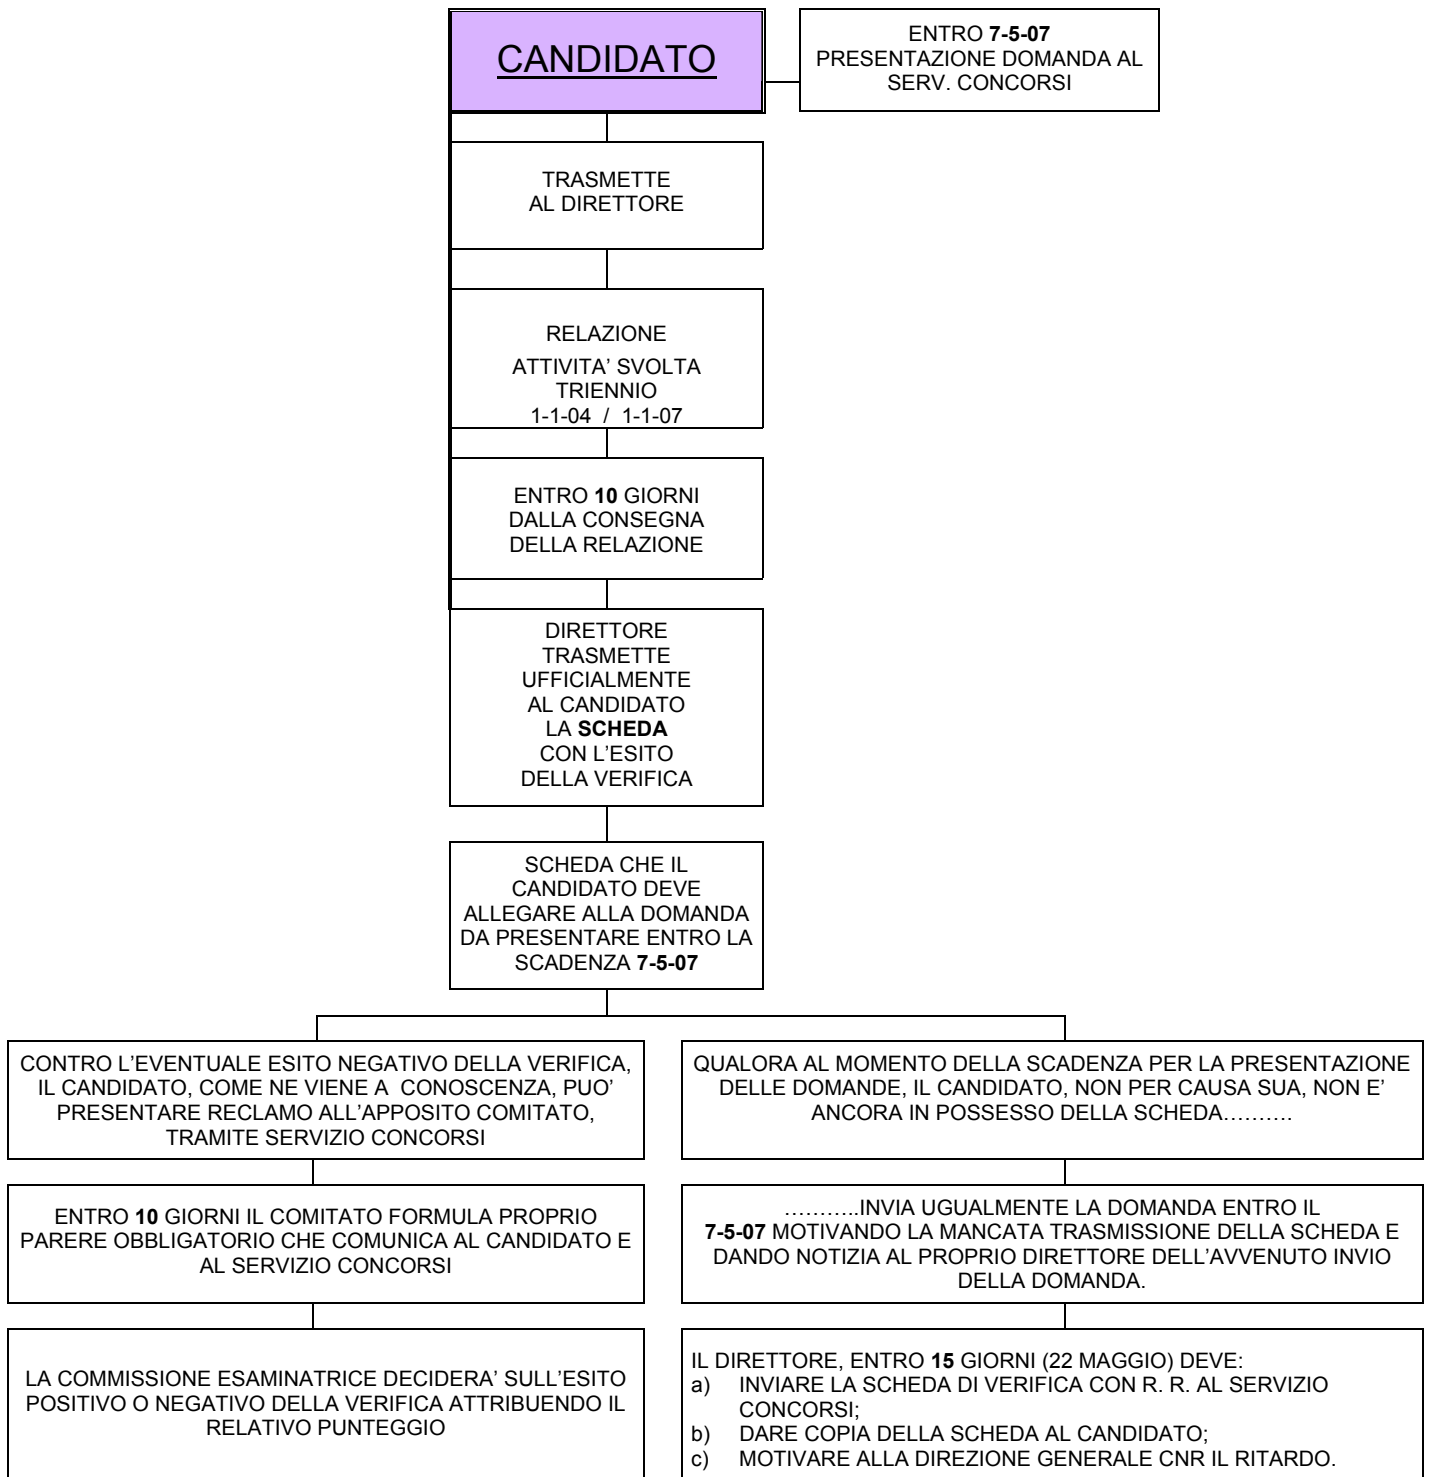 CANDIDATO
ENTRO 7-5-07
PRESENTAZIONE DOMANDA AL
SERV. CONCORSI
TRASMETTE
AL DIRETTORE
RELAZIONE
ATTIVITA’ SVOLTA
TRIENNIO
1-1-04 / 1-1-07
ENTRO 10 GIORNI
DALLA CONSEGNA
DELLA RELAZIONE
DIRETTORE
TRASMETTE
UFFICIALMENTE
AL CANDIDATO
LA SCHEDA
CON L’ESITO
DELLA VERIFICA
SCHEDA CHE IL
CANDIDATO DEVE
ALLEGARE ALLA DOMANDA
DA PRESENTARE ENTRO LA
SCADENZA 7-5-07
CONTRO L’EVENTUALE ESITO NEGATIVO DELLA VERIFICA,
IL CANDIDATO, COME NE VIENE A CONOSCENZA, PUO’
PRESENTARE RECLAMO ALL’APPOSITO COMITATO,
TRAMITE SERVIZIO CONCORSI
ENTRO 10 GIORNI IL COMITATO FORMULA PROPRIO
PARERE OBBLIGATORIO CHE COMUNICA AL CANDIDATO E
AL SERVIZIO CONCORSI
LA COMMISSIONE ESAMINATRICE DECIDERA’ SULL’ESITO
POSITIVO O NEGATIVO DELLA VERIFICA ATTRIBUENDO IL
RELATIVO PUNTEGGIO
QUALORA AL MOMENTO DELLA SCADENZA PER LA PRESENTAZIONE
DELLE DOMANDE, IL CANDIDATO, NON PER CAUSA SUA, NON E’
ANCORA IN POSSESSO DELLA SCHEDA……….
………..INVIA UGUALMENTE LA DOMANDA ENTRO IL
7-5-07 MOTIVANDO LA MANCATA TRASMISSIONE DELLA SCHEDA E
DANDO NOTIZIA AL PROPRIO DIRETTORE DELL’AVVENUTO INVIO
DELLA DOMANDA.
IL DIRETTORE, ENTRO 15 GIORNI (22 MAGGIO) DEVE:
a) INVIARE LA SCHEDA DI VERIFICA CON R. R. AL SERVIZIO
CONCORSI;
b) DARE COPIA DELLA SCHEDA AL CANDIDATO;
c) MOTIVARE ALLA DIREZIONE GENERALE CNR IL RITARDO.